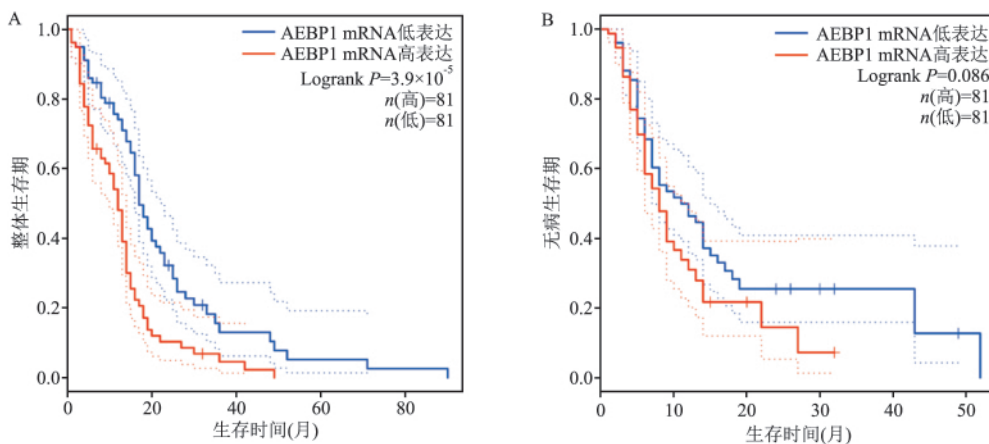 A
AEBP1 mRNA低表达
AEBP1 mRNA高表达
Logrank P=3.9×10⁻⁵
n(高)=81
n(低)=81
整体生存期
1.0
0.8
0.6
0.4
0.2
0.0
0 20 40 60 80
生存时间(月)
B
AEBP1 mRNA低表达
AEBP1 mRNA高表达
Logrank P=0.086
n(高)=81
n(低)=81
无病生存期
1.0
0.8
0.6
0.4
0.2
0.0
0 10 20 30 40 50
生存时间(月)